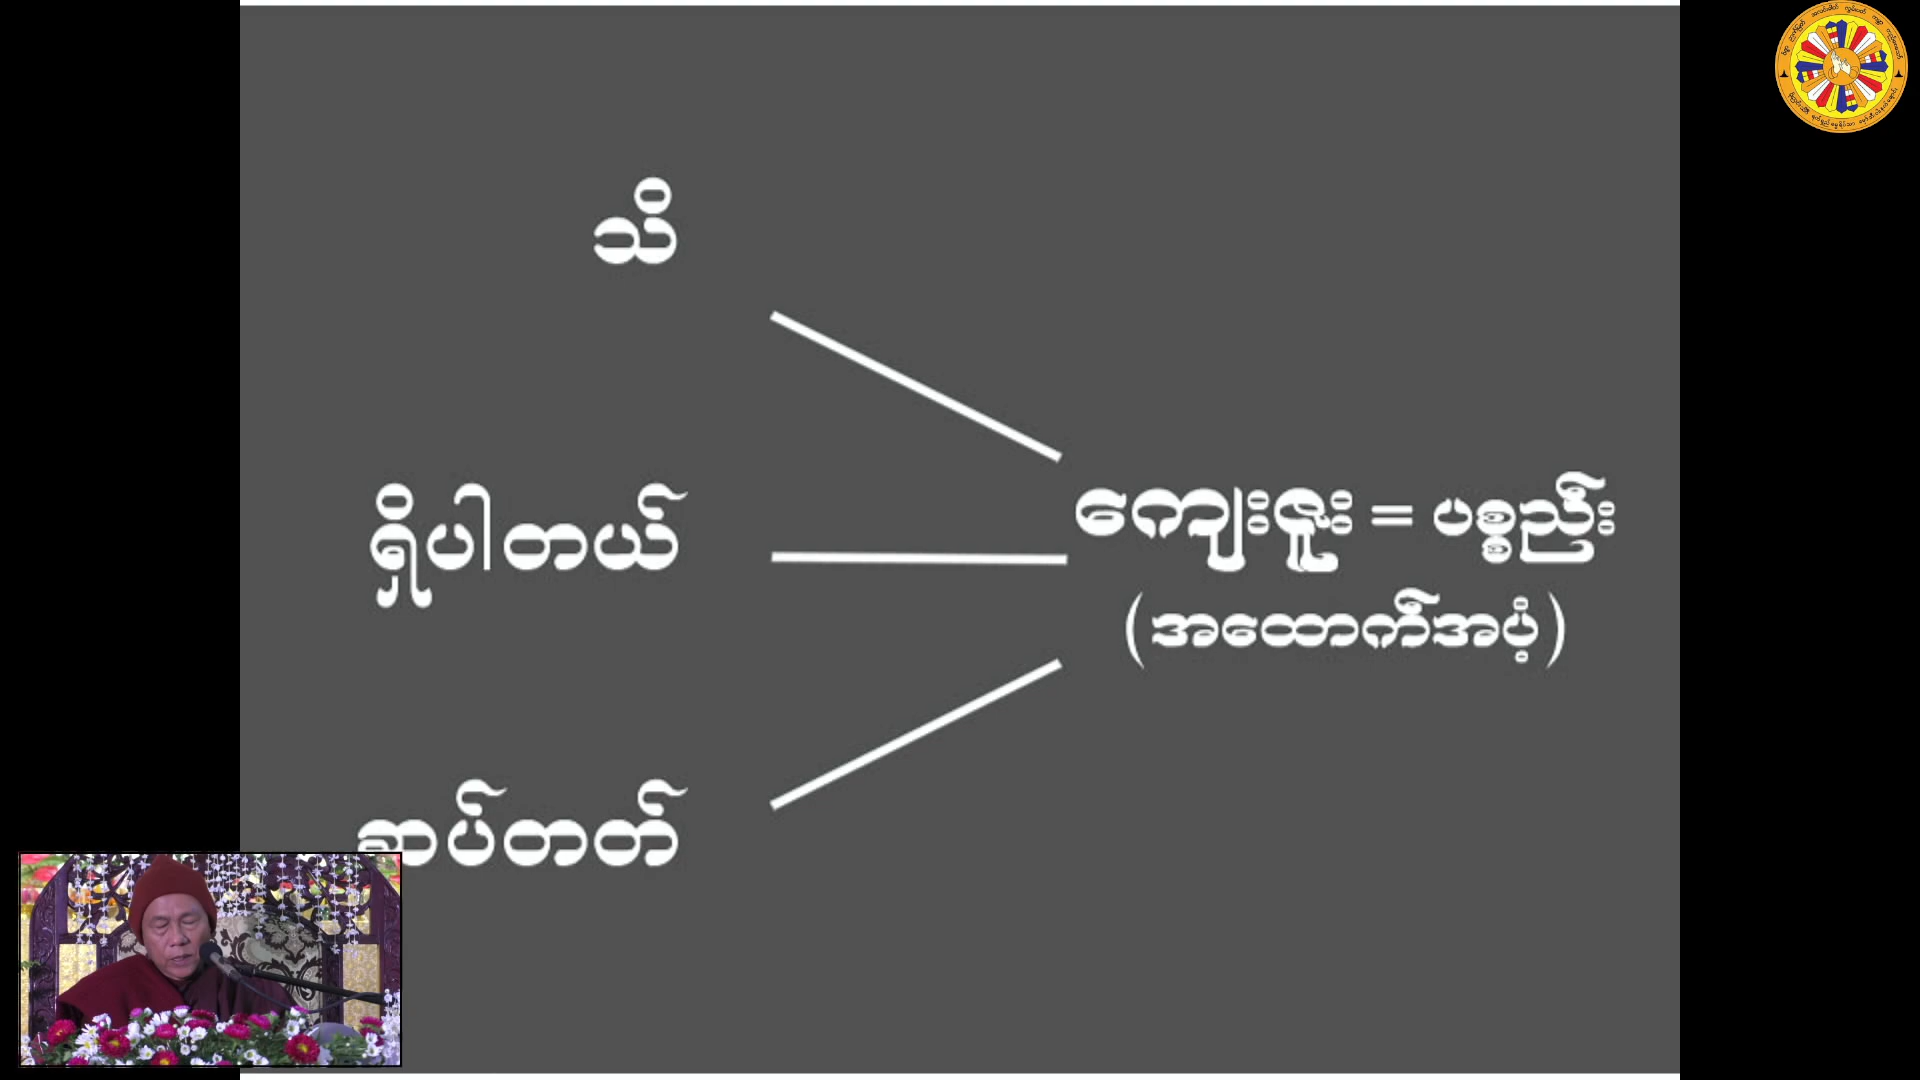 သိ
ရှိပါတယ်
ကျေးဇူး = ပစ္စည်း
(အထောက်အပံ့)
ဆပ်တတ်